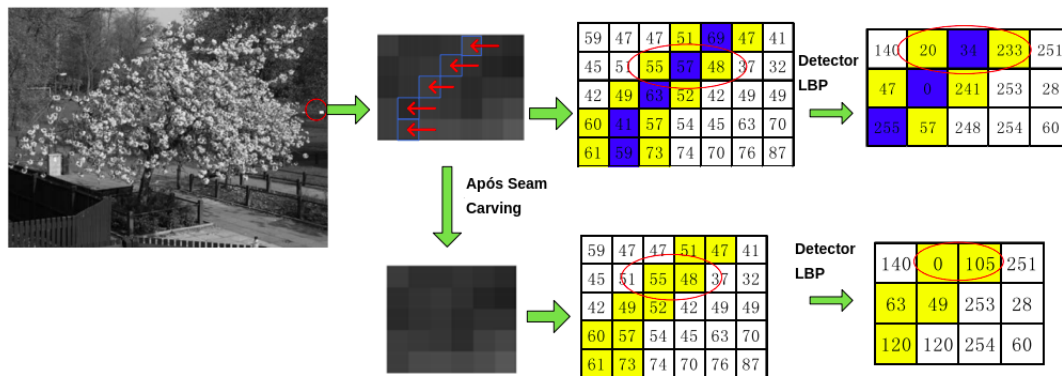 59 47 47 51 69 47 41
45 51 55 57 48 37 32
42 49 63 52 42 49 49
60 41 57 54 45 63 70
61 59 73 74 70 76 87
Detector
LBP
140 20 34 233 251
47 0 241 253 28
255 57 248 254 60
Após Seam
Carving
59 47 47 51 47 41
45 51 55 48 37 32
42 49 52 42 49 49
60 57 54 45 63 70
61 73 74 70 76 87
Detector
LBP
140 0 105 251
63 49 253 28
120 120 254 60